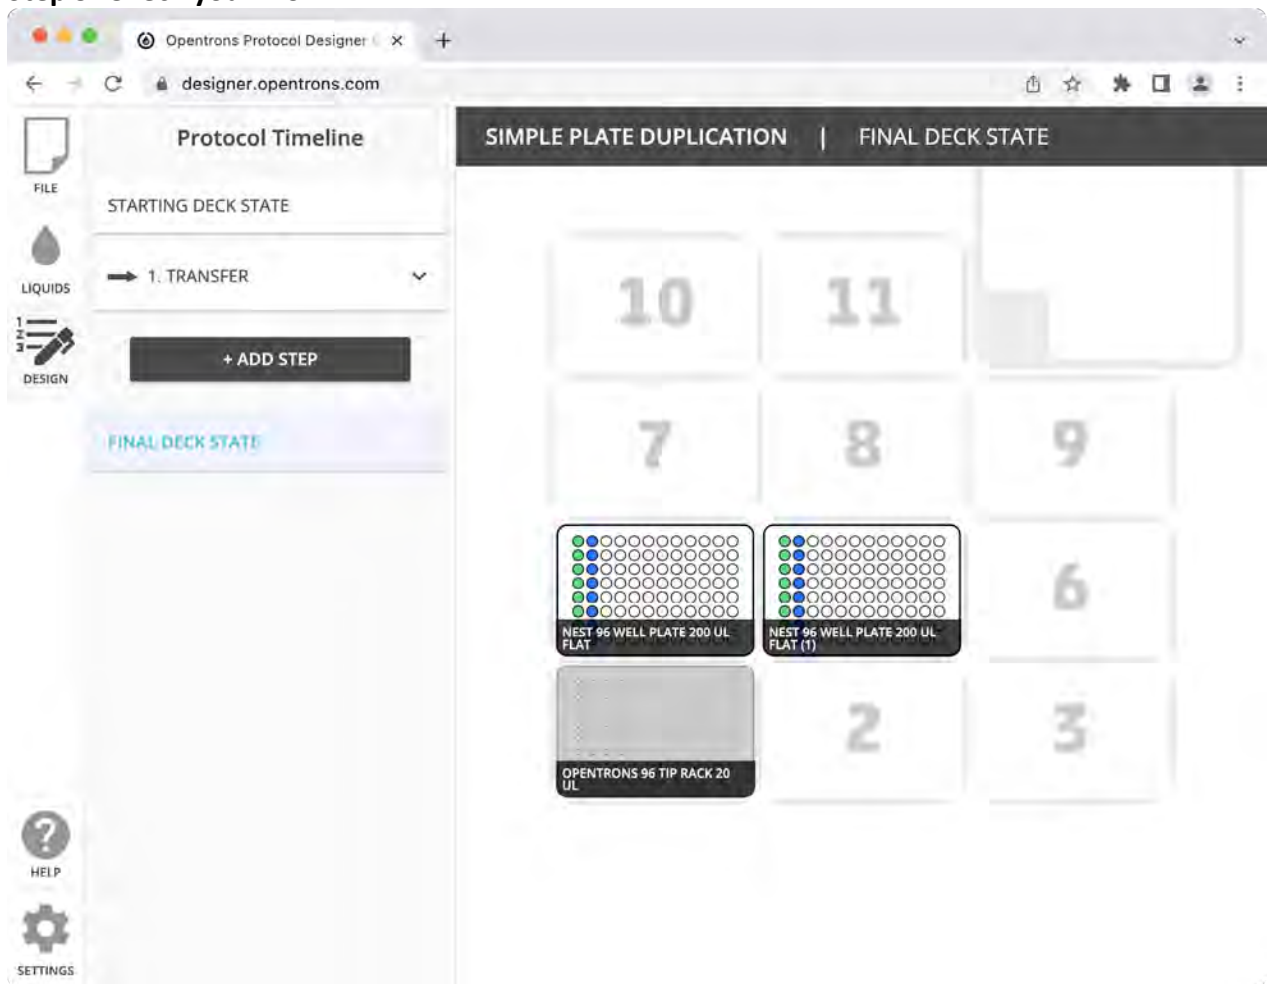 Opentrons Protocol Designer
designer.opentrons.com
FILE
LIQUIDS
1
2
3
DESIGN
HELP
SETTINGS
Protocol Timeline
STARTING DECK STATE
1. TRANSFER
+ ADD STEP
FINAL DECK STATE
SIMPLE PLATE DUPLICATION | FINAL DECK STATE
10 11
7 8 9
NEST 96 WELL PLATE 200 UL
FLAT
NEST 96 WELL PLATE 200 UL
FLAT (1)
6
OPENTRONS 96 TIP RACK 20
UL
2 3